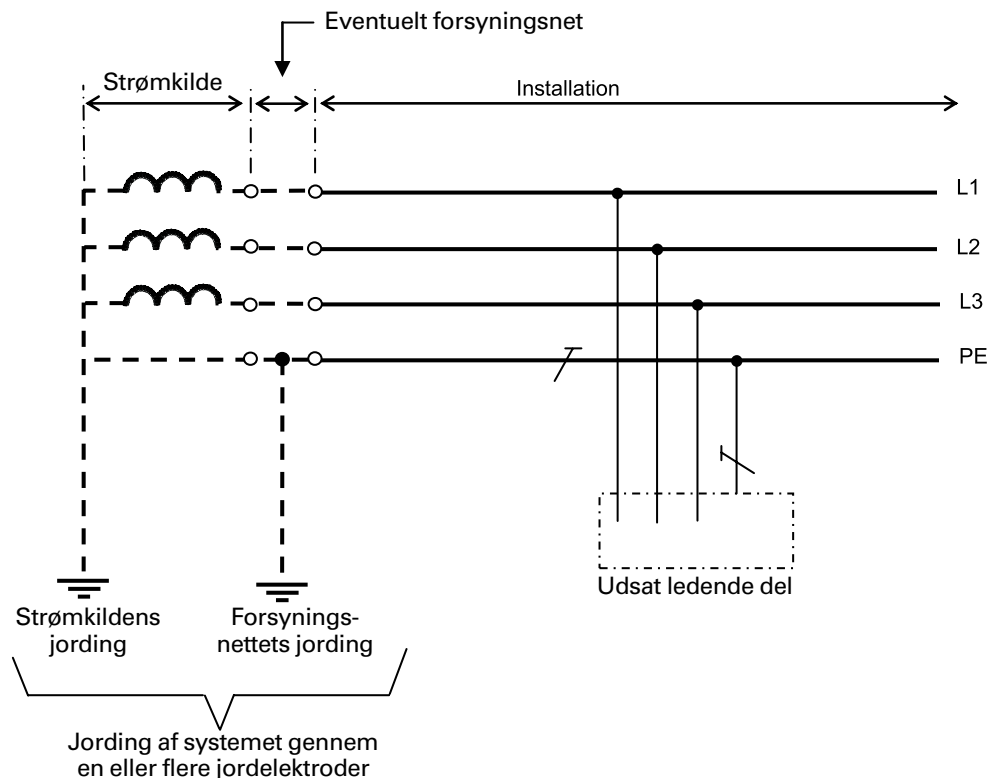 Eventuelt forsyningsnet
Strømkilde
Installation
L1
L2
L3
PE
Udsat ledende del
Strømkildens
jording
Forsynings-
nettets jording
Jording af systemet gennem
en eller flere jordelektroder